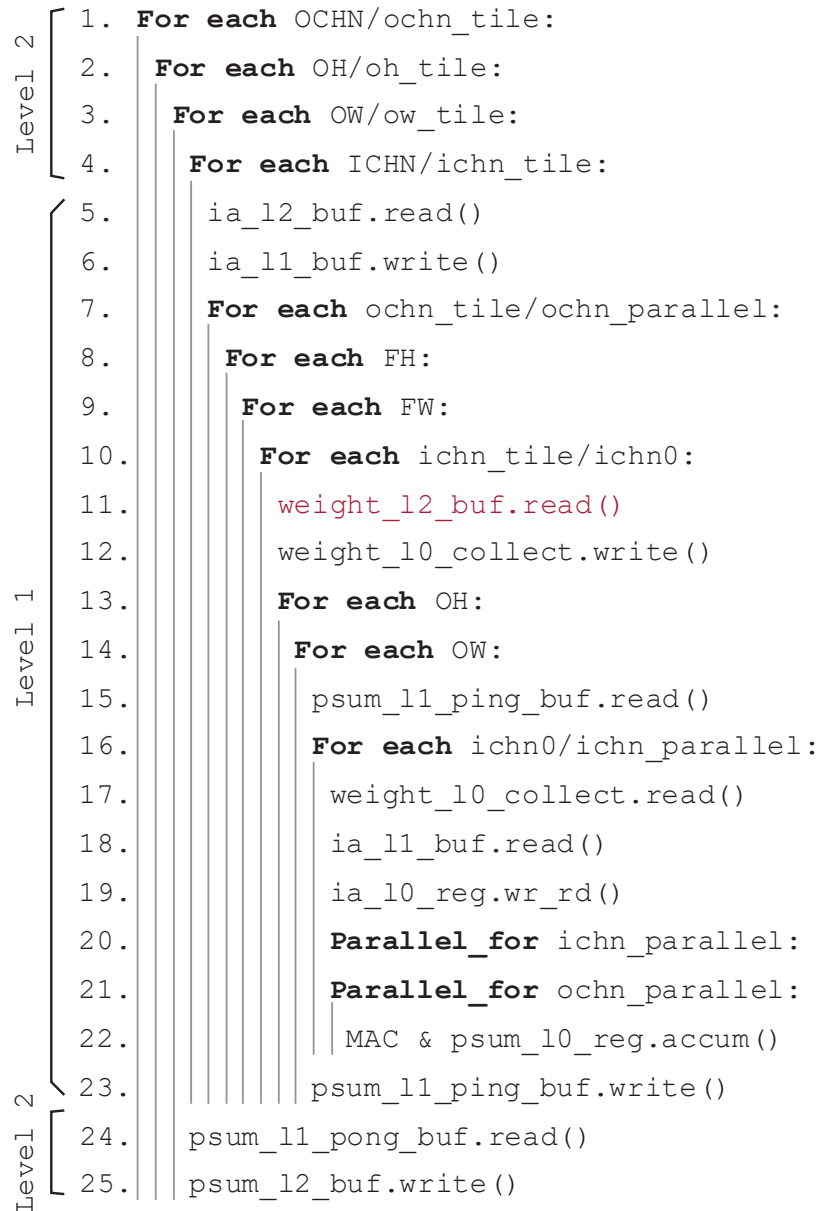 Level 2
1. For each OCHN/ochn_tile:
2. For each OH/oh_tile:
3. For each OW/ow_tile:
4. For each ICHN/ichn_tile:
Level 1
5. ia_l2_buf.read()
6. ia_l1_buf.write()
7. For each ochn_tile/ochn_parallel:
8. For each FH:
9. For each FW:
10. For each ichn_tile/ichn0:
11. weight_l2_buf.read()
12. weight_l0_collect.write()
13. For each OH:
14. For each OW:
15. psum_l1_ping_buf.read()
16. For each ichn0/ichn_parallel:
17. weight_l0_collect.read()
18. ia_l1_buf.read()
19. ia_l0_reg.wr_rd()
20. Parallel_for ichn_parallel:
21. Parallel_for ochn_parallel:
22. MAC & psum_l0_reg.accum()
23. psum_l1_ping_buf.write()
Level 2
24. psum_l1_pong_buf.read()
25. psum_l2_buf.write()